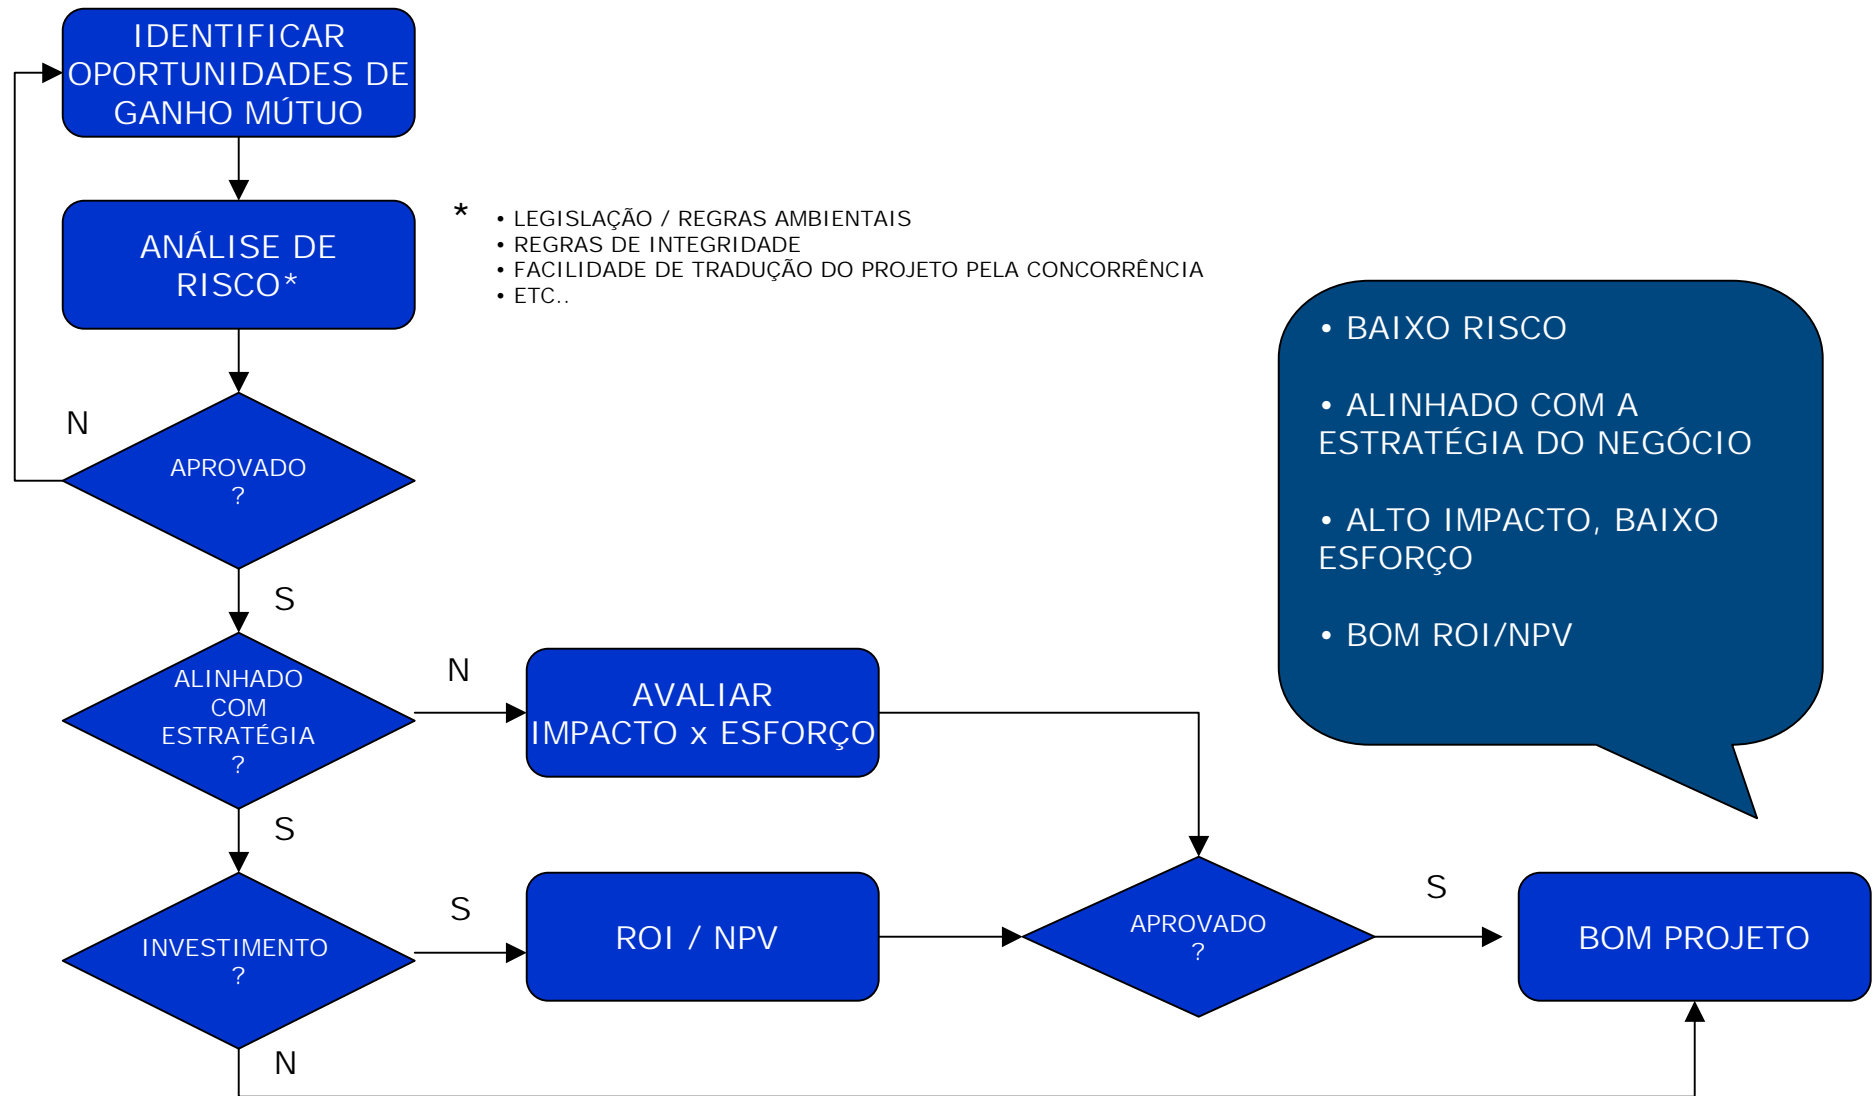 IDENTIFICAR
OPORTUNIDADES DE
GANHO MÚTUO
ANÁLISE DE
RISCO*
*
• LEGISLAÇÃO / REGRAS AMBIENTAIS
• REGRAS DE INTEGRIDADE
• FACILIDADE DE TRADUÇÃO DO PROJETO PELA CONCORRÊNCIA
• ETC..
• BAIXO RISCO
• ALINHADO COM A
ESTRATÉGIA DO NEGÓCIO
• ALTO IMPACTO, BAIXO
ESFORÇO
• BOM ROI/NPV
N
APROVADO
?
S
ALINHADO
COM
ESTRATÉGIA
?
N
AVALIAR
IMPACTO x ESFORÇO
S
INVESTIMENTO
?
S
ROI / NPV
APROVADO
?
S
BOM PROJETO
N